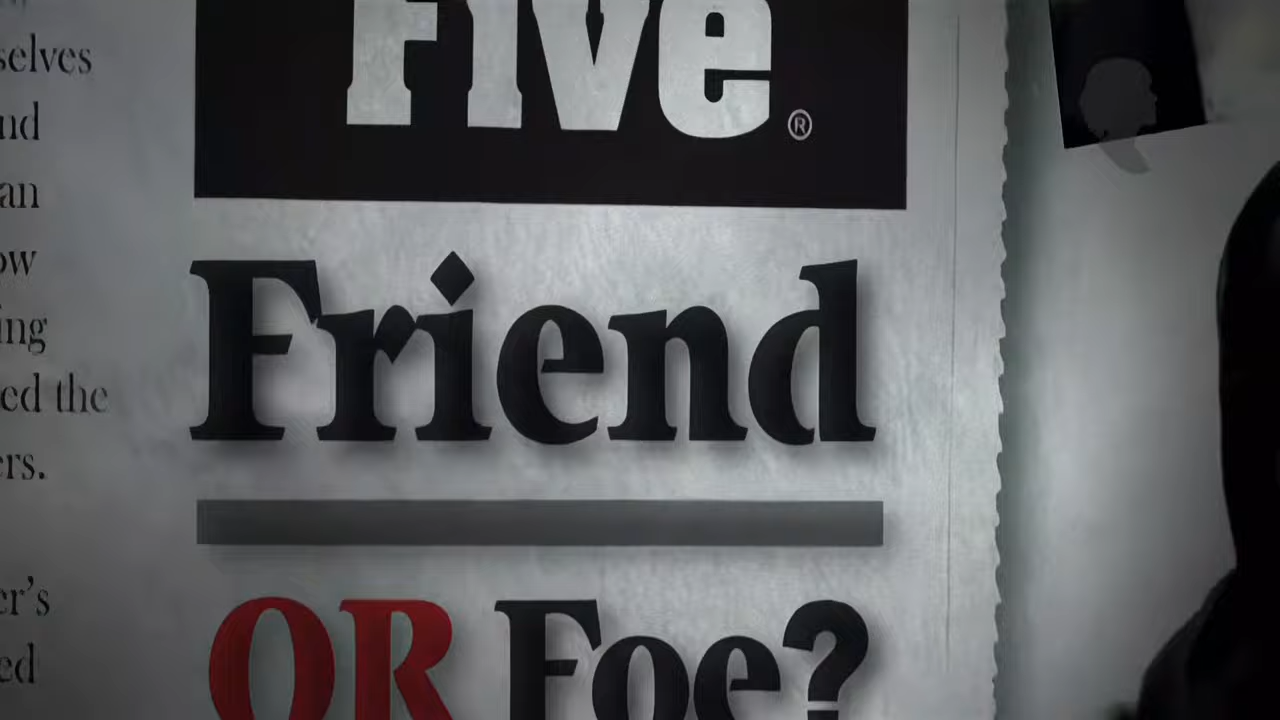 selves
nd
an
ow
ing
ed the
ers.
er's
ed
Five®
Friend
OR Foe?